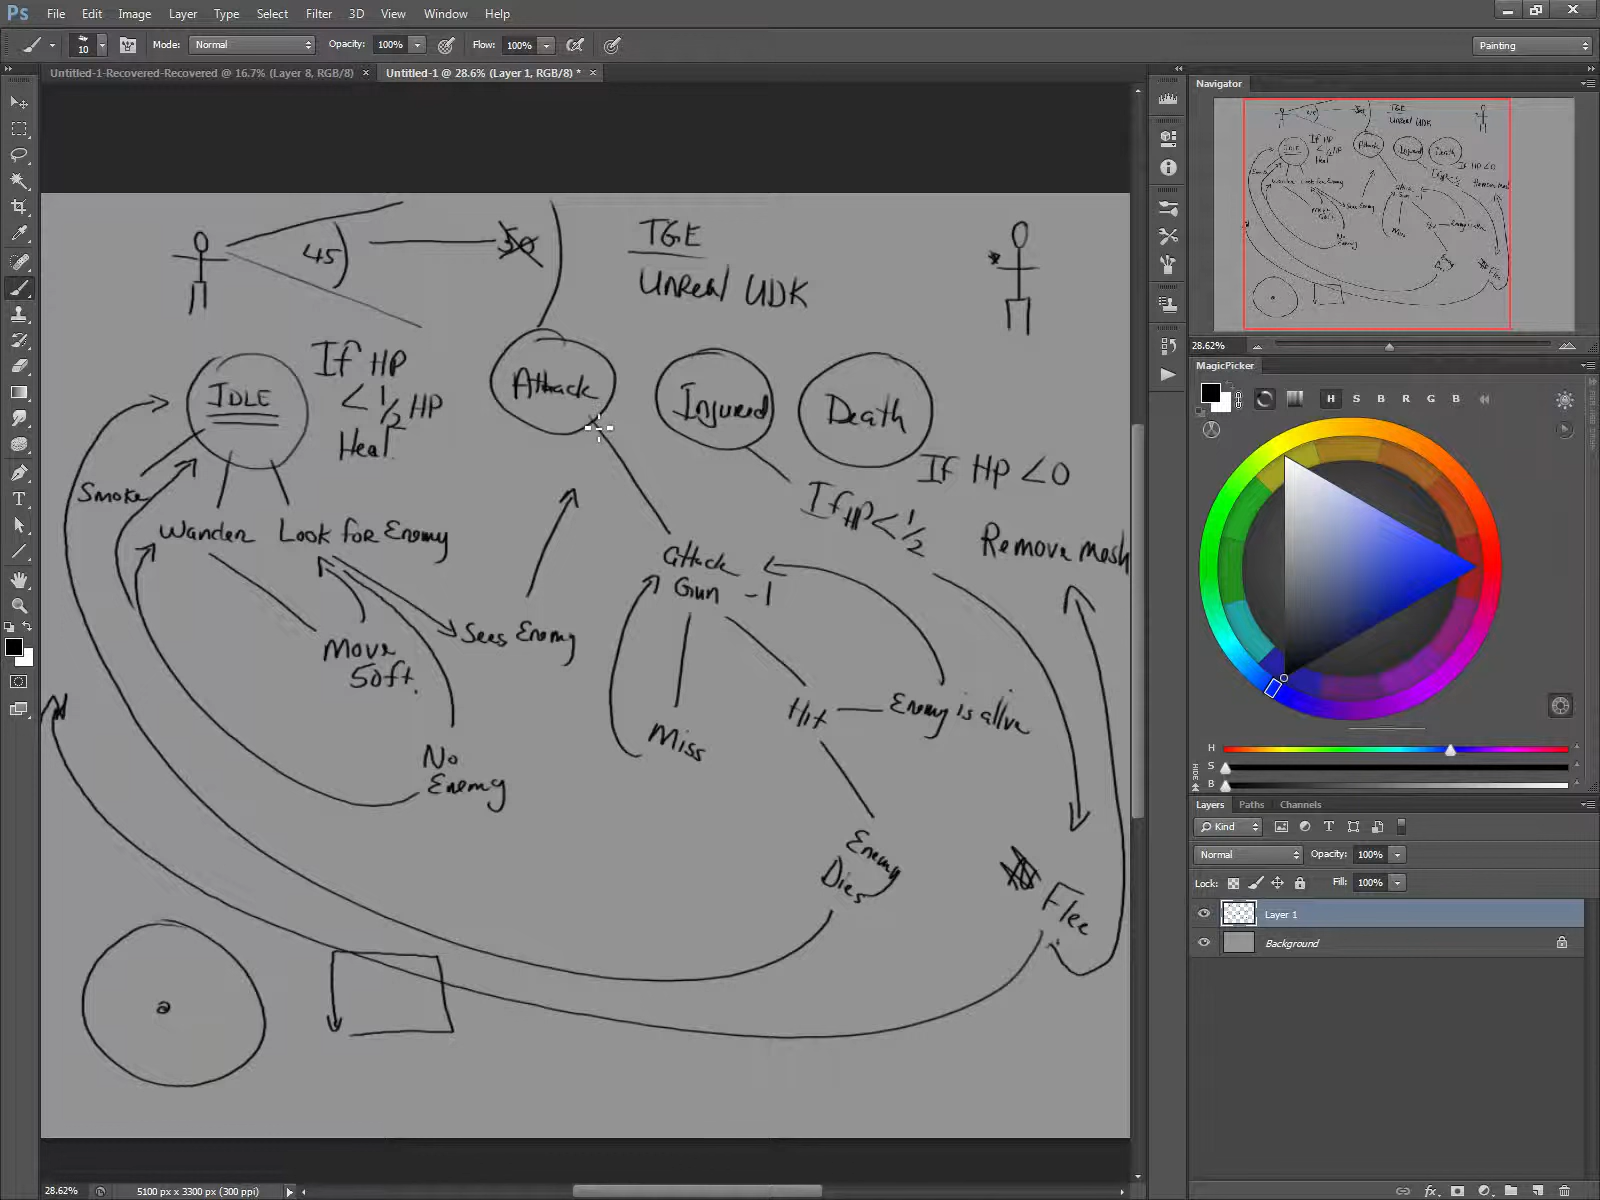 Ps File Edit Image Layer Type Select Filter 3D View Window Help
10 Mode: Normal Opacity: 100% Flow: 100% Painting
Untitled-1-Recovered-Recovered @ 16.7% (Layer 8, RGB/8) × Untitled-1 @ 28.6% (Layer 1, RGB/8) * ×
Navigator
28.62%
MagicPicker
H S B R G B
H
S
B
HIDE
Layers Paths Channels
Kind
Normal Opacity: 100%
Lock: Fill: 100%
Layer 1
Background
45
50
TGE
Unreal UDK
IDLE
If HP
< 1/2 HP
Heal
Attack
Injured
Death
If HP < 0
If HP < 1/2
Remove mesh
Smoke
Wander
Look for Enemy
Move
50ft.
Sees Enemy
No
Enemy
Attack
Gun -1
Miss
Hit
Enemy is alive
Enemy
Dies
Flee
28.62% 5100 px x 3300 px (300 ppi)